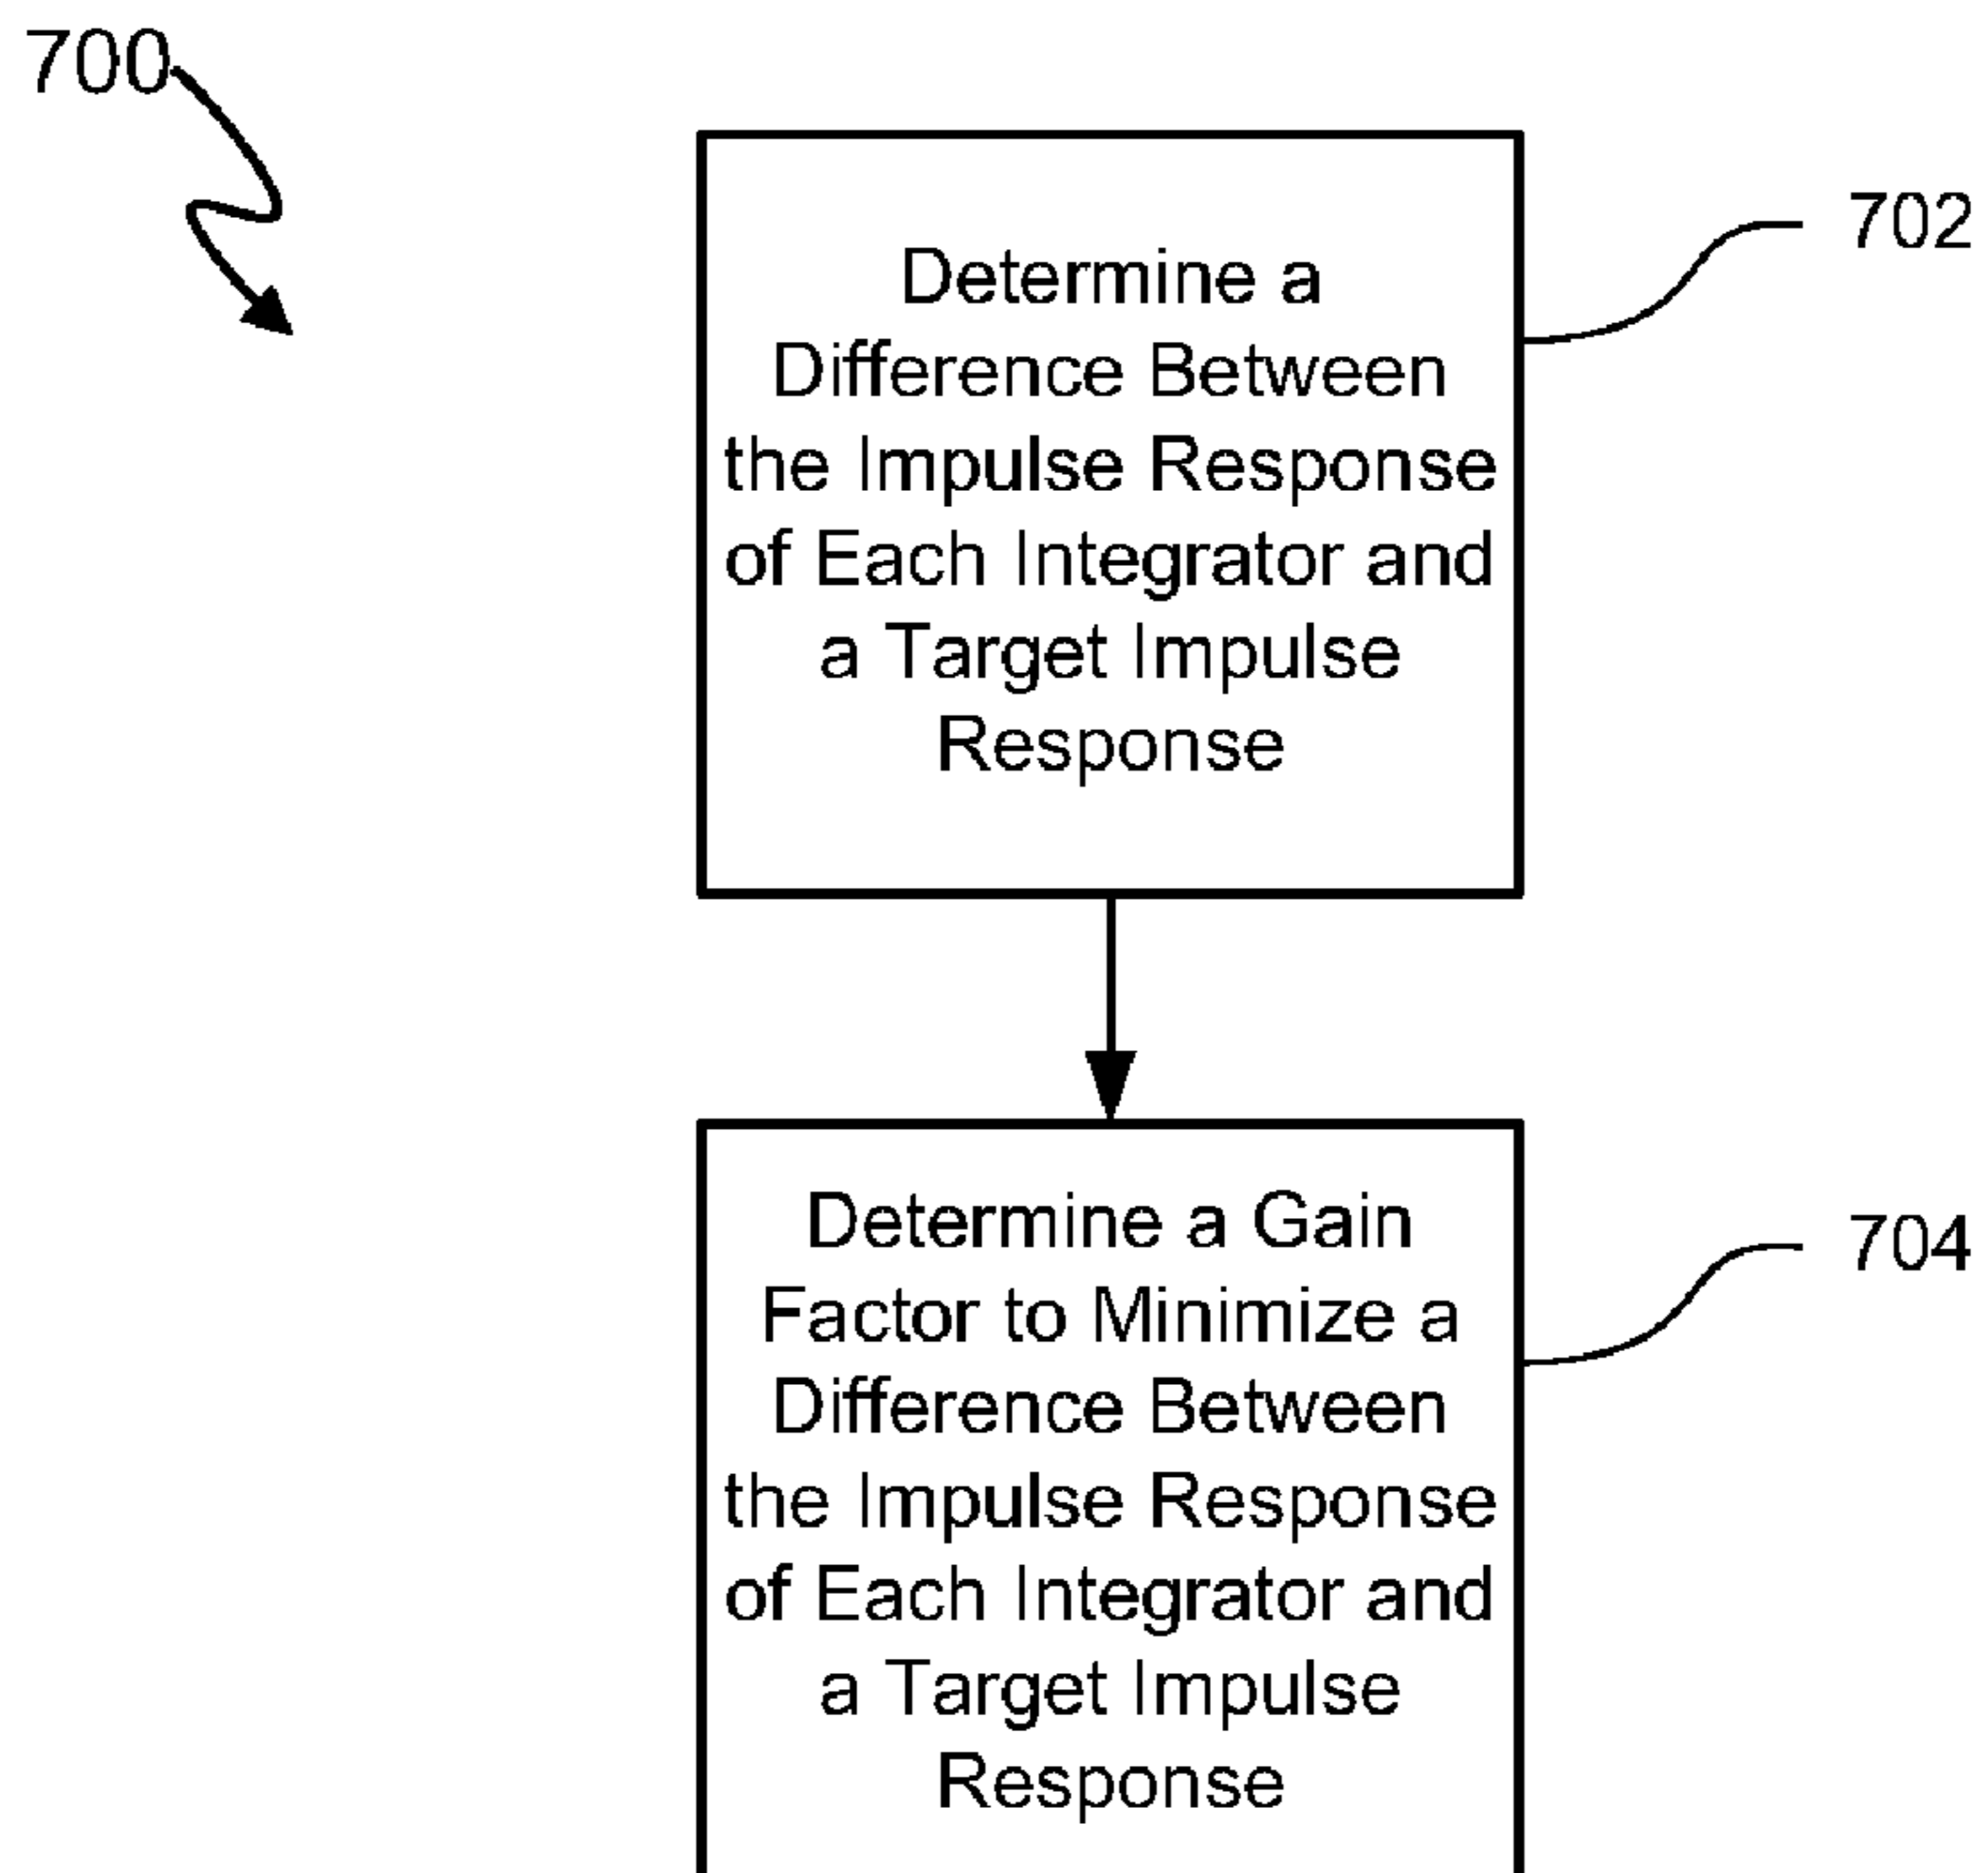 700
702
Determine a
Difference Between
the Impulse Response
of Each Integrator and
a Target Impulse
Response
704
Determine a Gain
Factor to Minimize a
Difference Between
the Impulse Response
of Each Integrator and
a Target Impulse
Response